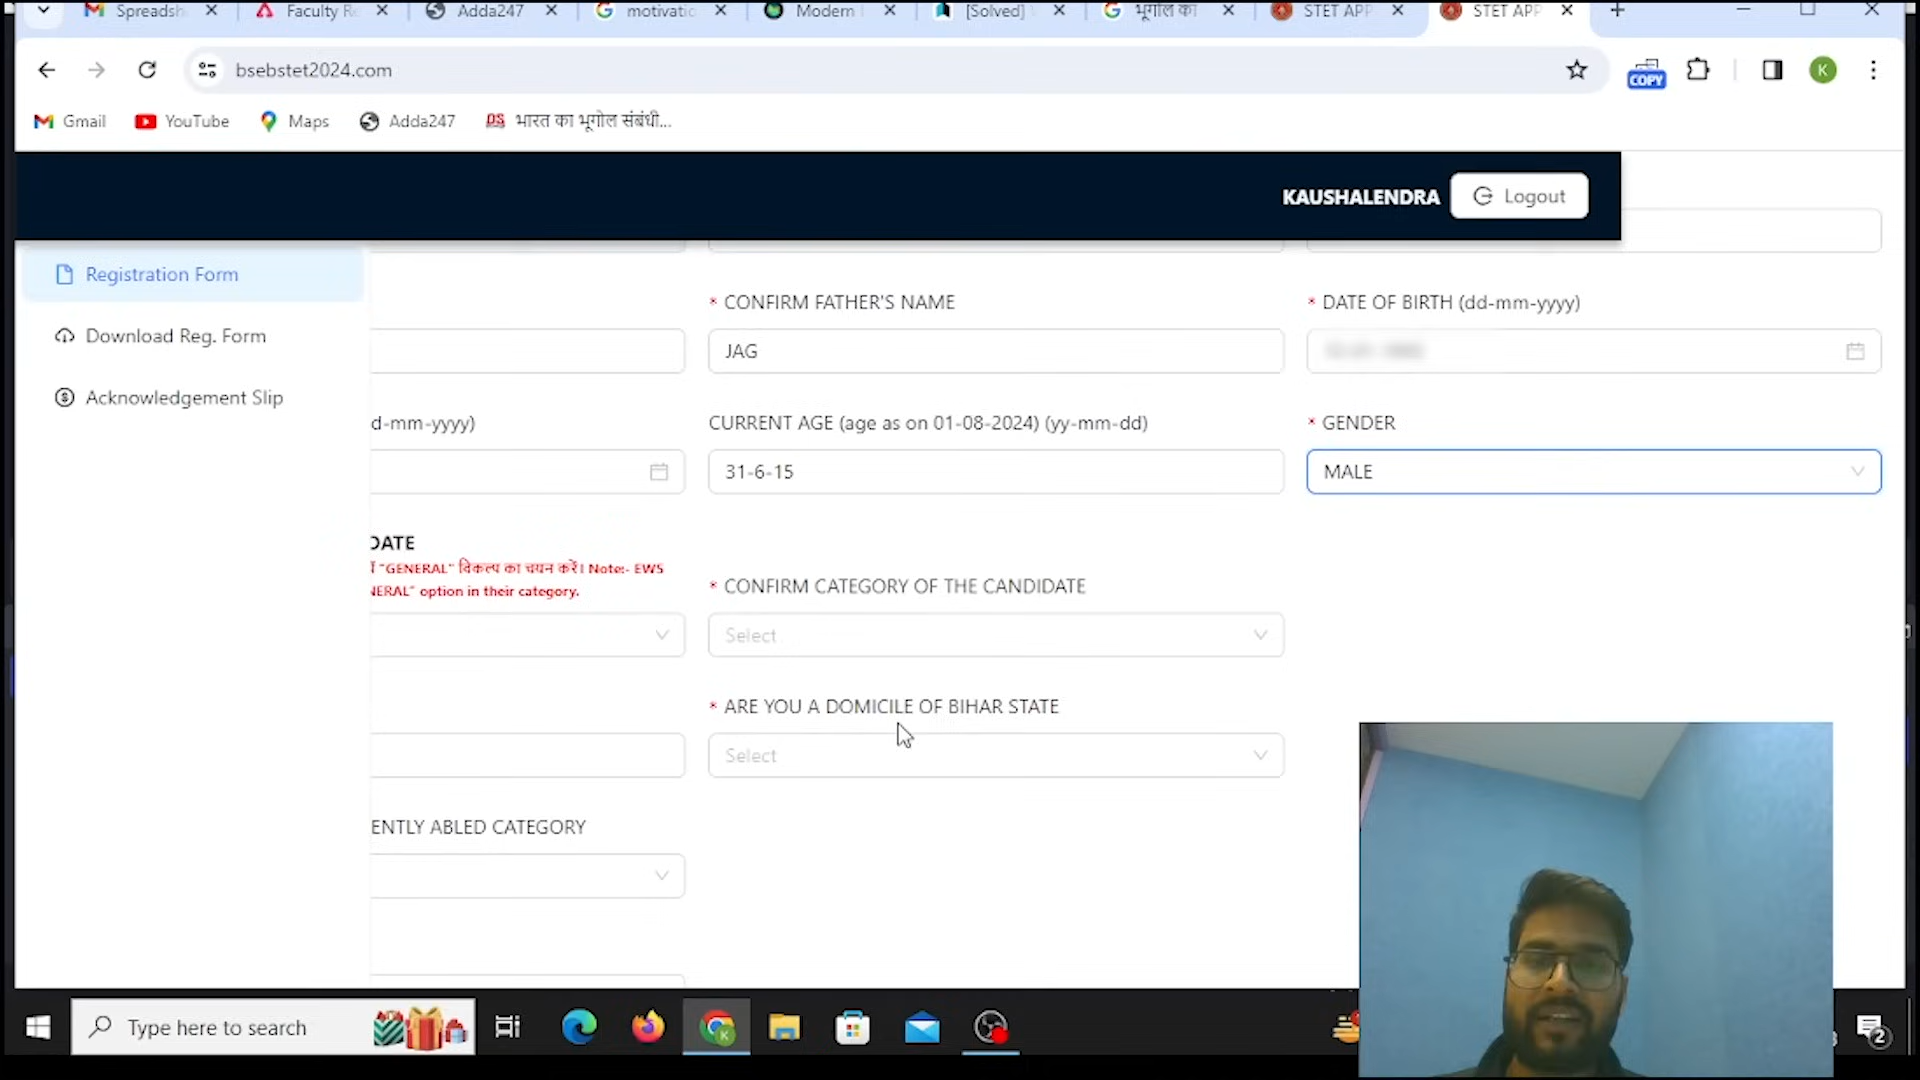 Spreadsh
Faculty Re
Adda247
motivatic
Modern
[Solved]
भूगोल का
STET APP
STET APP
bsebstet2024.com
COPY
K
Gmail
YouTube
Maps
Adda247
DS
भारत का भूगोल संबंधी...
KAUSHALENDRA
Logout
Registration Form
Download Reg. Form
Acknowledgement Slip
* CONFIRM FATHER'S NAME
* DATE OF BIRTH (dd-mm-yyyy)
JAG
d-mm-yyyy)
CURRENT AGE (age as on 01-08-2024) (yy-mm-dd)
* GENDER
31-6-15
MALE
DATE
"GENERAL" विकल्प का चयन करें। Note:- EWS
NERAL" option in their category.
* CONFIRM CATEGORY OF THE CANDIDATE
Select
* ARE YOU A DOMICILE OF BIHAR STATE
Select
ENTLY ABLED CATEGORY
Type here to search
K
2